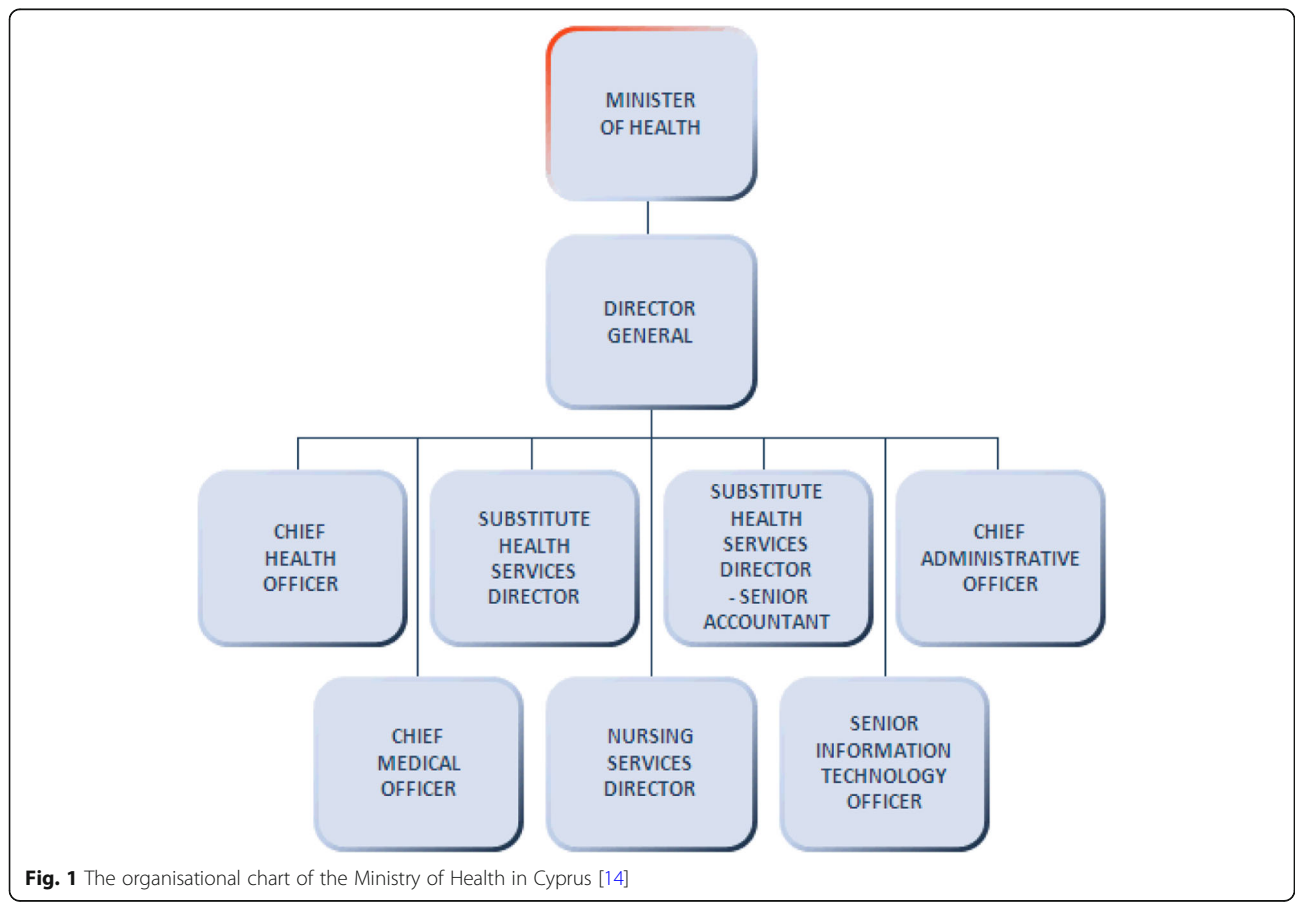 MINISTER
OF HEALTH
DIRECTOR
GENERAL
CHIEF
HEALTH
OFFICER
SUBSTITUTE
HEALTH
SERVICES
DIRECTOR
SUBSTITUTE
HEALTH
SERVICES
DIRECTOR
- SENIOR
ACCOUNTANT
CHIEF
ADMINISTRATIVE
OFFICER
CHIEF
MEDICAL
OFFICER
NURSING
SERVICES
DIRECTOR
SENIOR
INFORMATION
TECHNOLOGY
OFFICER
Fig. 1 The organisational chart of the Ministry of Health in Cyprus [14]